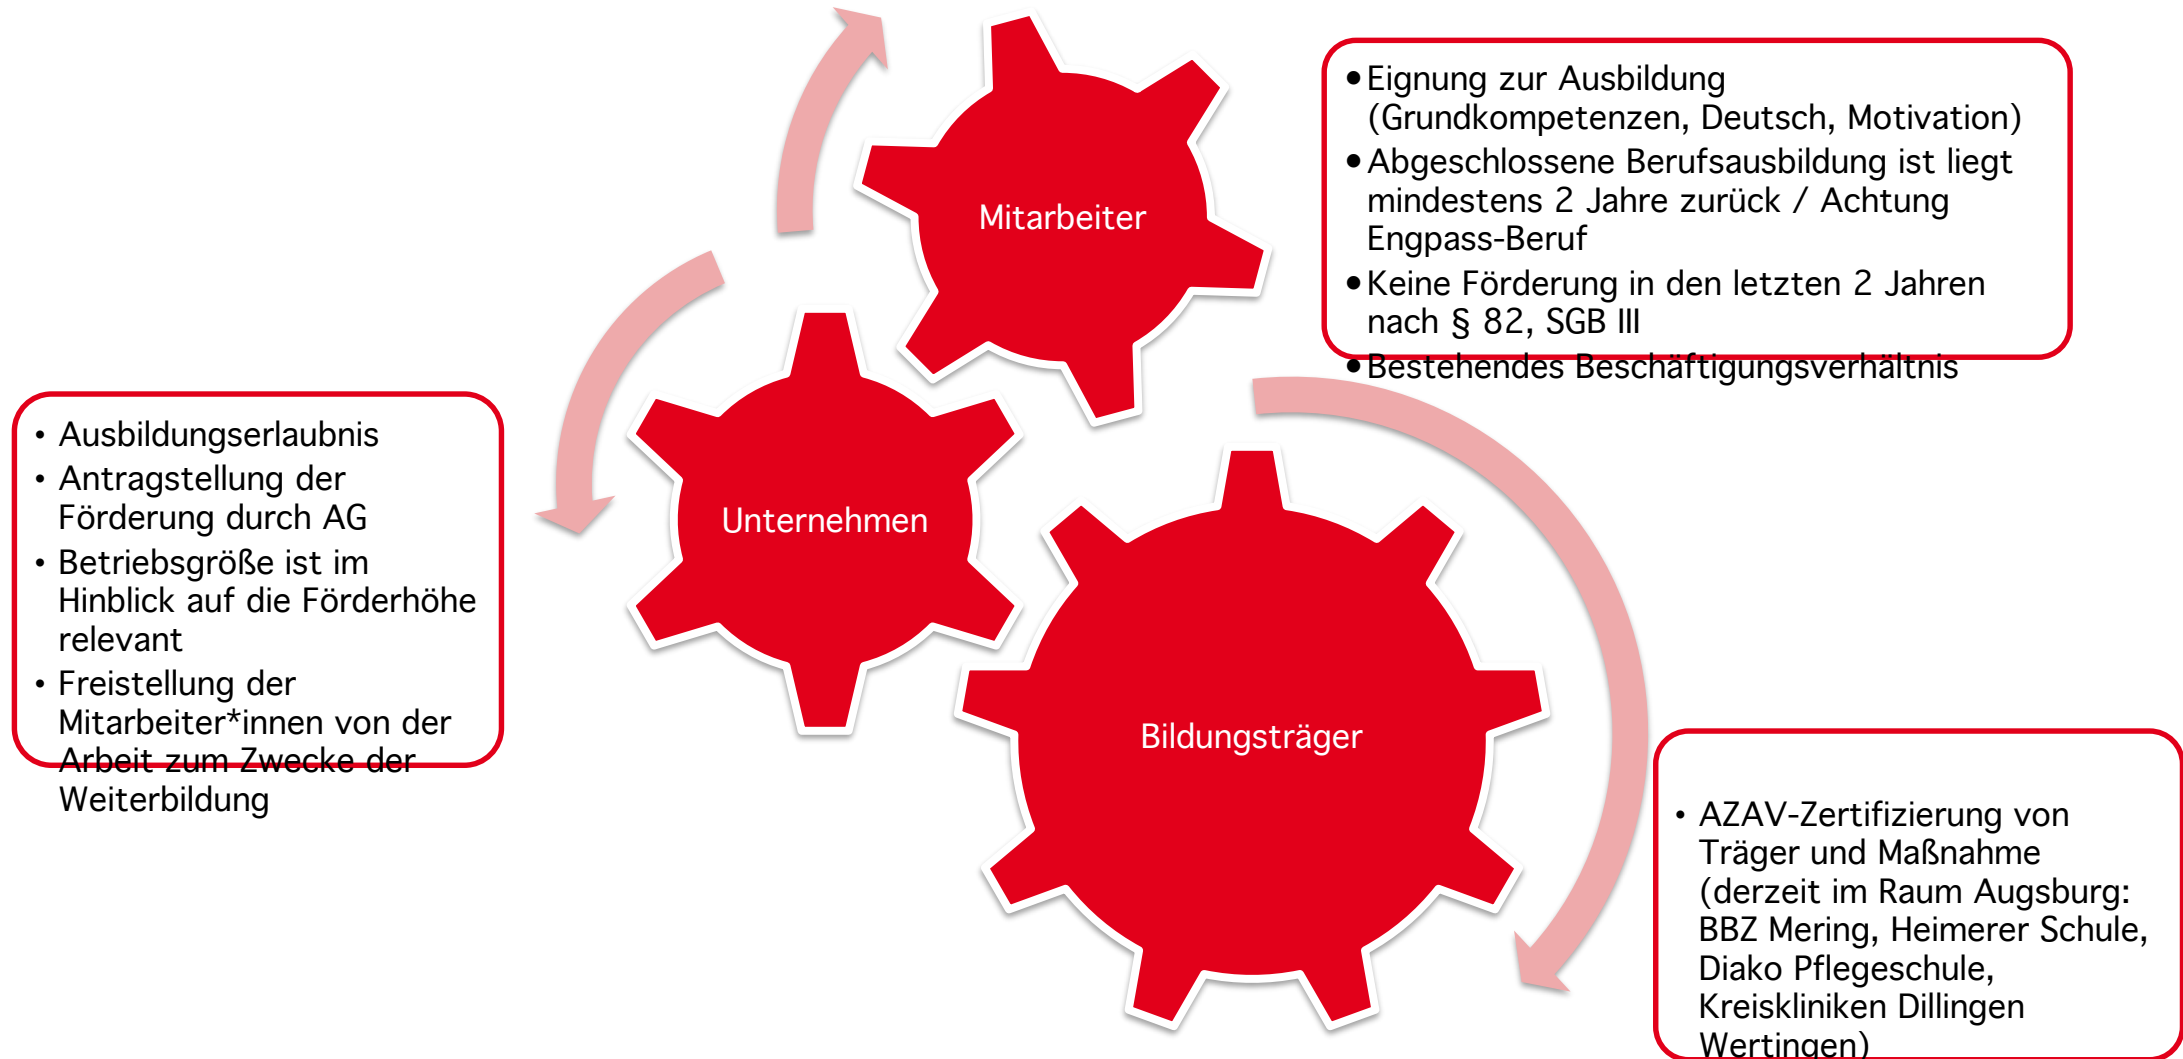 Mitarbeiter
• Eignung zur Ausbildung
(Grundkompetenzen, Deutsch, Motivation)
• Abgeschlossene Berufsausbildung ist liegt
mindestens 2 Jahre zurück / Achtung
Engpass-Beruf
• Keine Förderung in den letzten 2 Jahren
nach § 82, SGB III
• Bestehendes Beschäftigungsverhältnis
Unternehmen
• Ausbildungserlaubnis
• Antragstellung der
Förderung durch AG
• Betriebsgröße ist im
Hinblick auf die Förderhöhe
relevant
• Freistellung der
Mitarbeiter*innen von der
Arbeit zum Zwecke der
Weiterbildung
Bildungsträger
• AZAV-Zertifizierung von
Träger und Maßnahme
(derzeit im Raum Augsburg:
BBZ Mering, Heimerer Schule,
Diako Pflegeschule,
Kreiskliniken Dillingen
Wertingen)